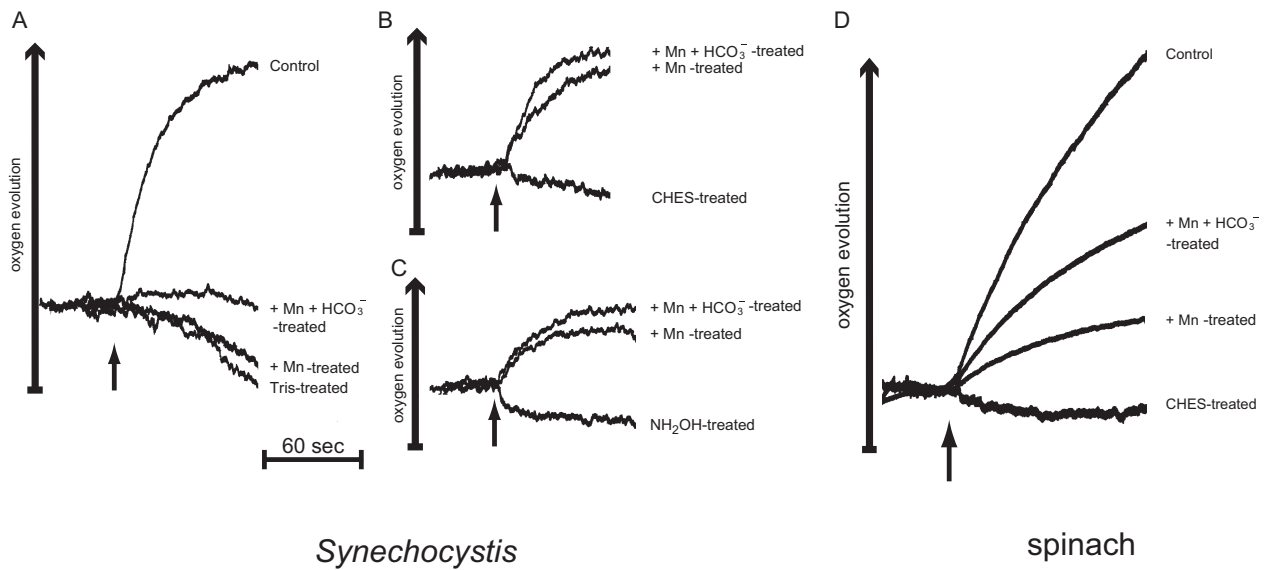 A
oxygen evolution
Control
+ Mn + HCO₃⁻
-treated
+ Mn -treated
Tris-treated
60 sec
B
oxygen evolution
+ Mn + HCO₃⁻ -treated
+ Mn -treated
CHES-treated
C
oxygen evolution
+ Mn + HCO₃⁻ -treated
+ Mn -treated
NH₂OH-treated
Synechocystis
D
oxygen evolution
Control
+ Mn + HCO₃⁻
-treated
+ Mn -treated
CHES-treated
spinach